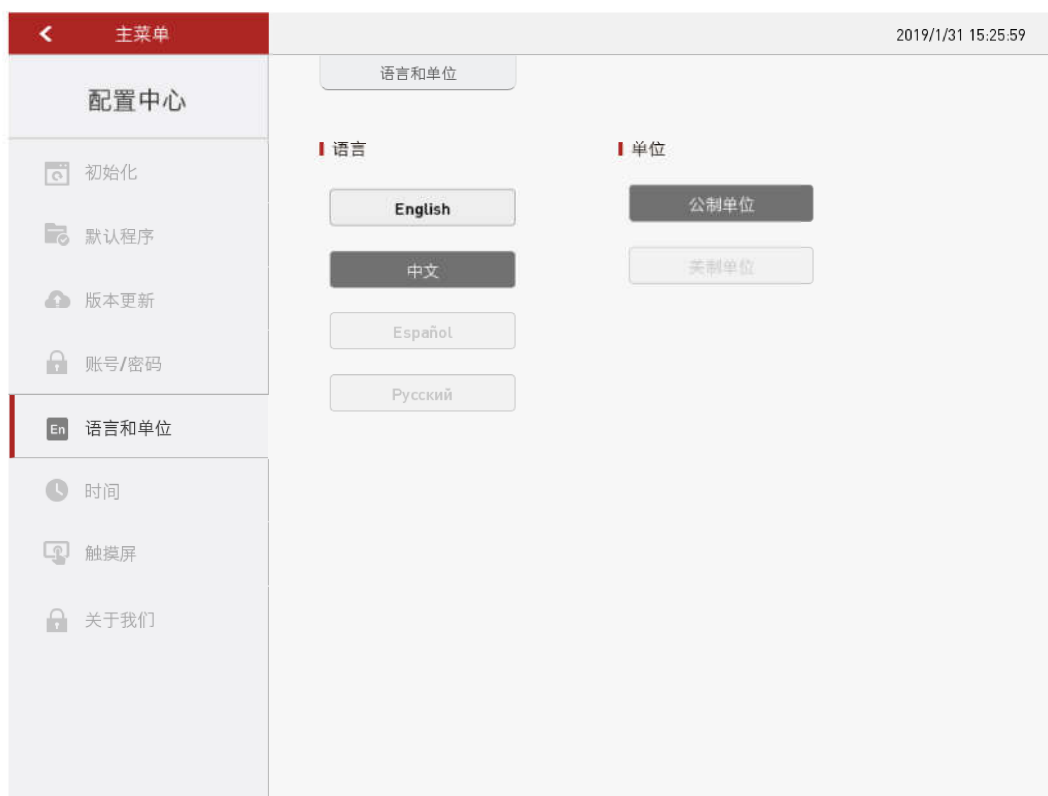 主菜单
2019/1/31 15:25:59
配置中心
初始化
默认程序
版本更新
账号/密码
En
语言和单位
时间
触摸屏
关于我们
语言和单位
语言
English
中文
Español
Русский
单位
公制单位
美制单位